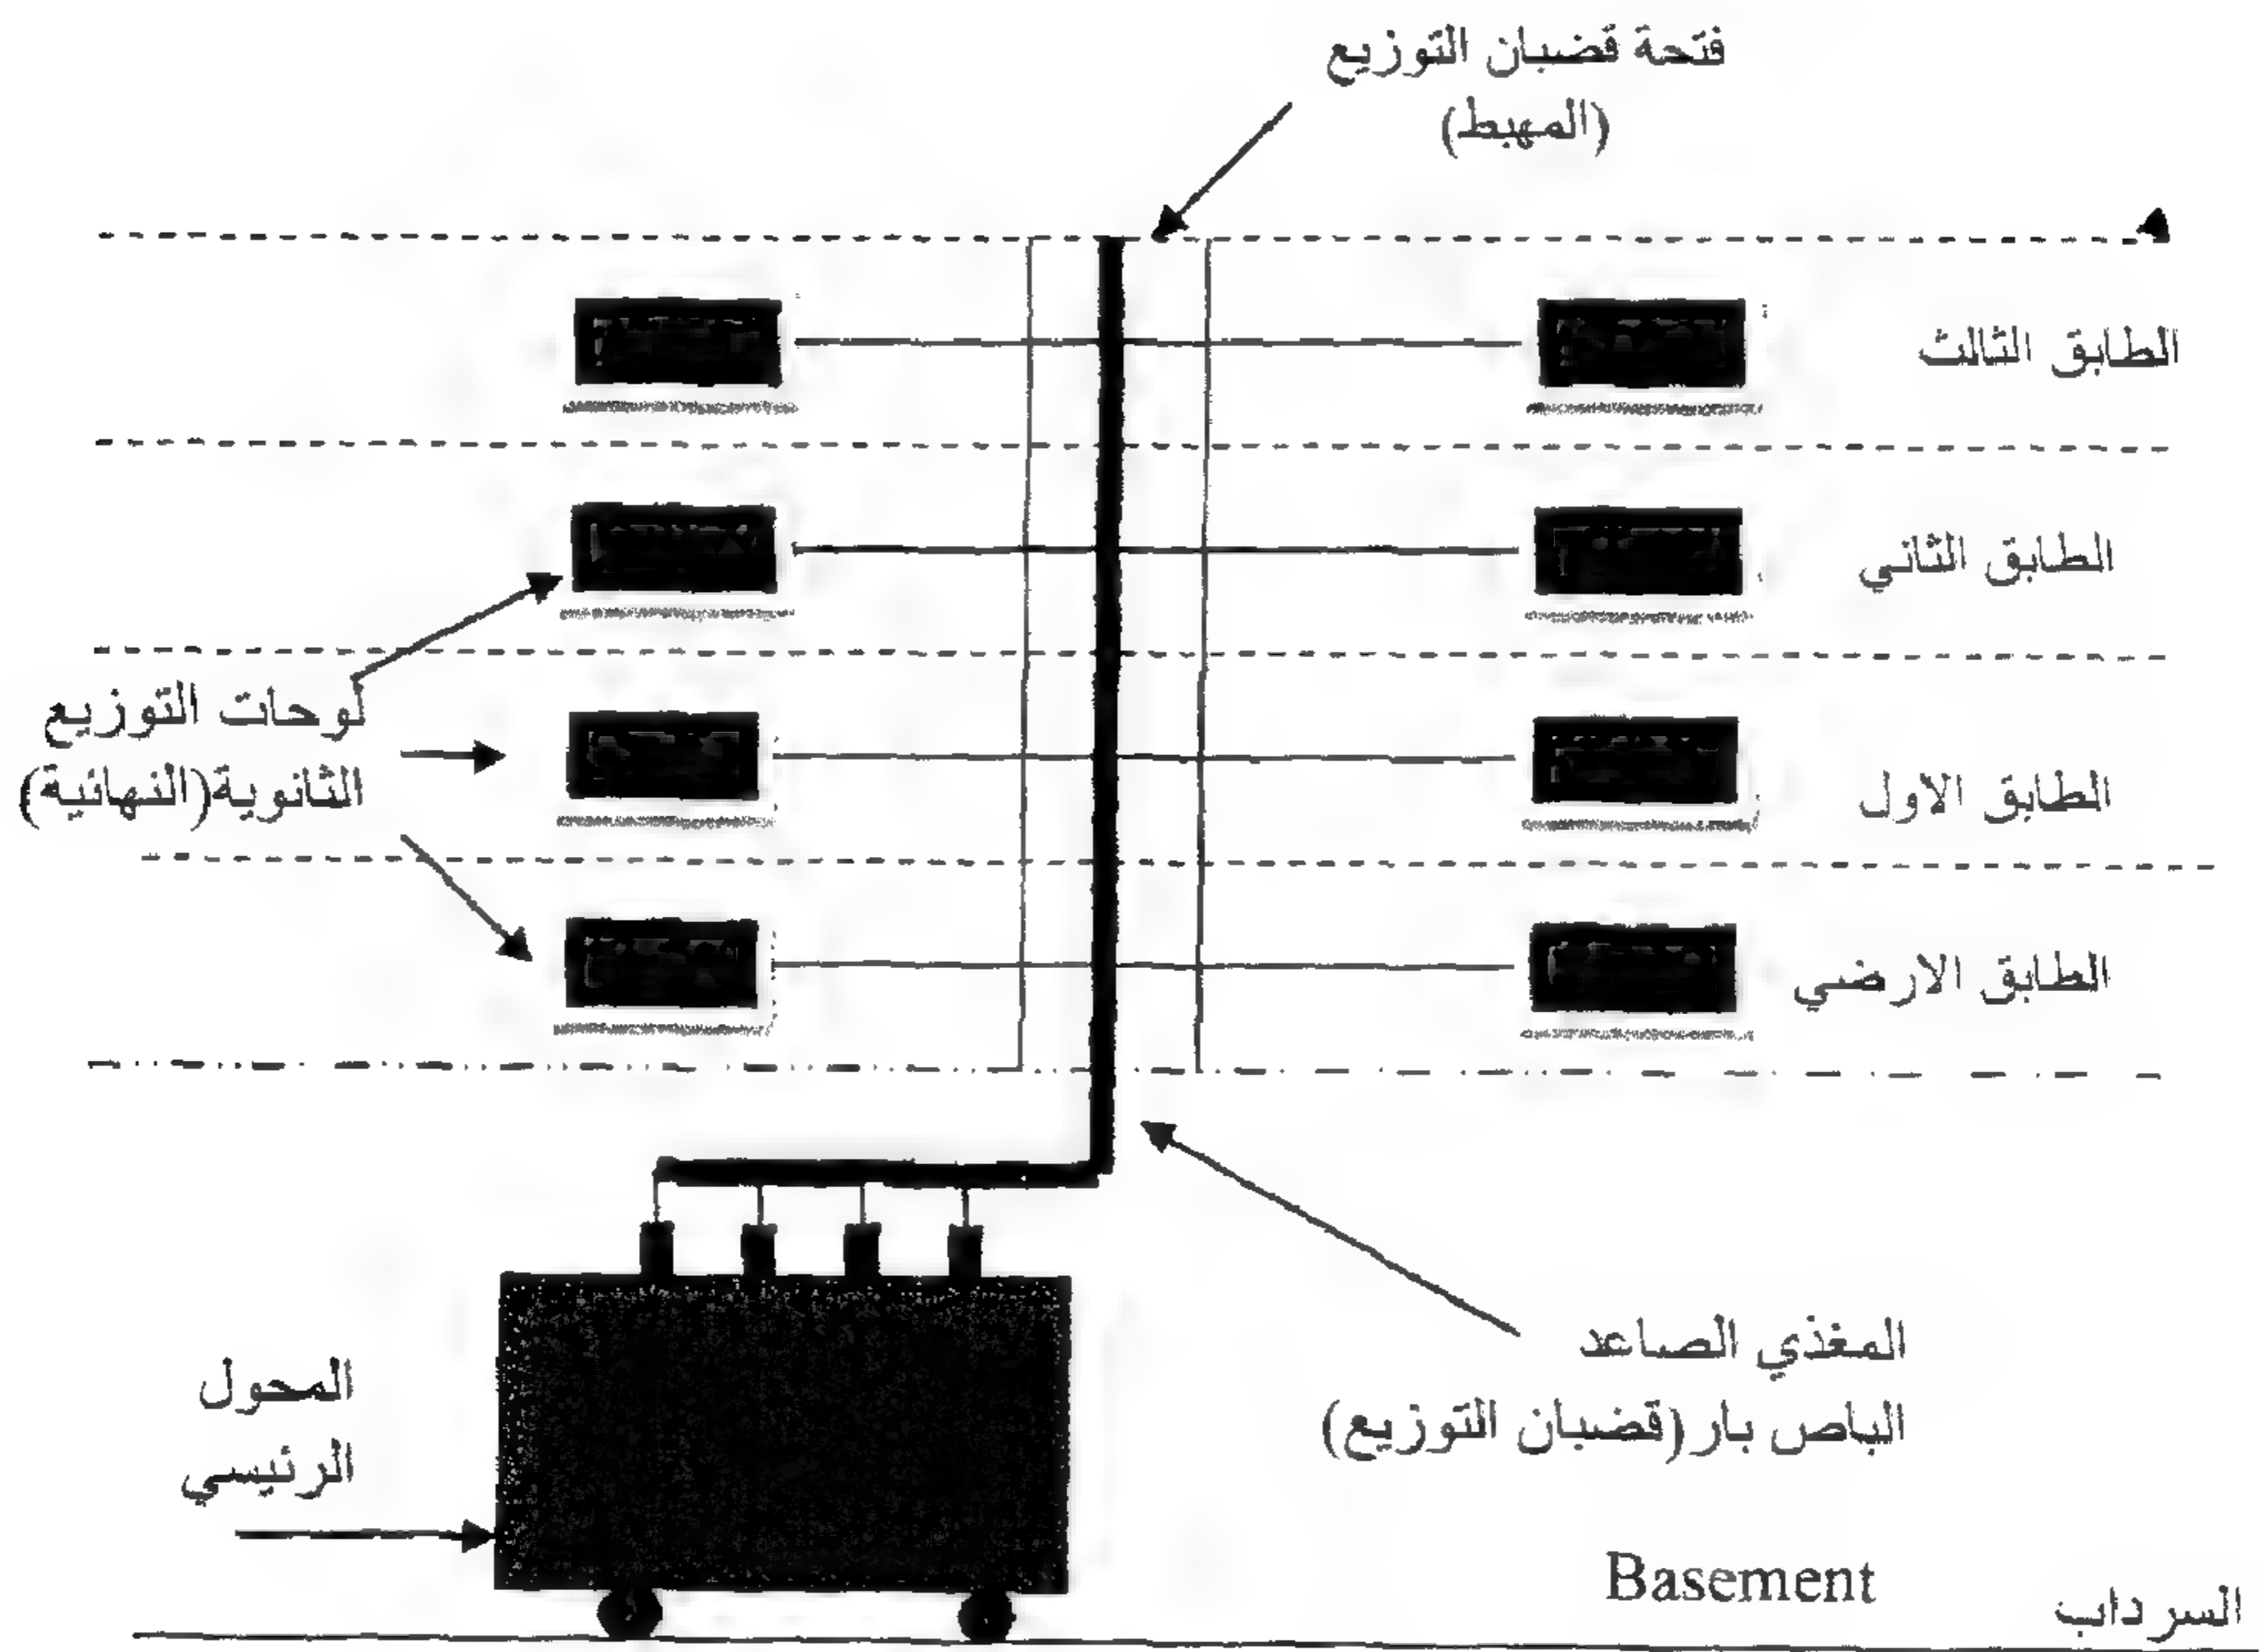 فتحة قضبان التوزيع
(المهبط)
الطابق الثالث
الطابق الثاني
لوحات التوزيع
الثانوية(النهائية)
الطابق الاول
الطابق الارضي
المغذي الصاعد
الباص بار(قضبان التوزيع)
المحول
الرئيسي
Basement
السرداب